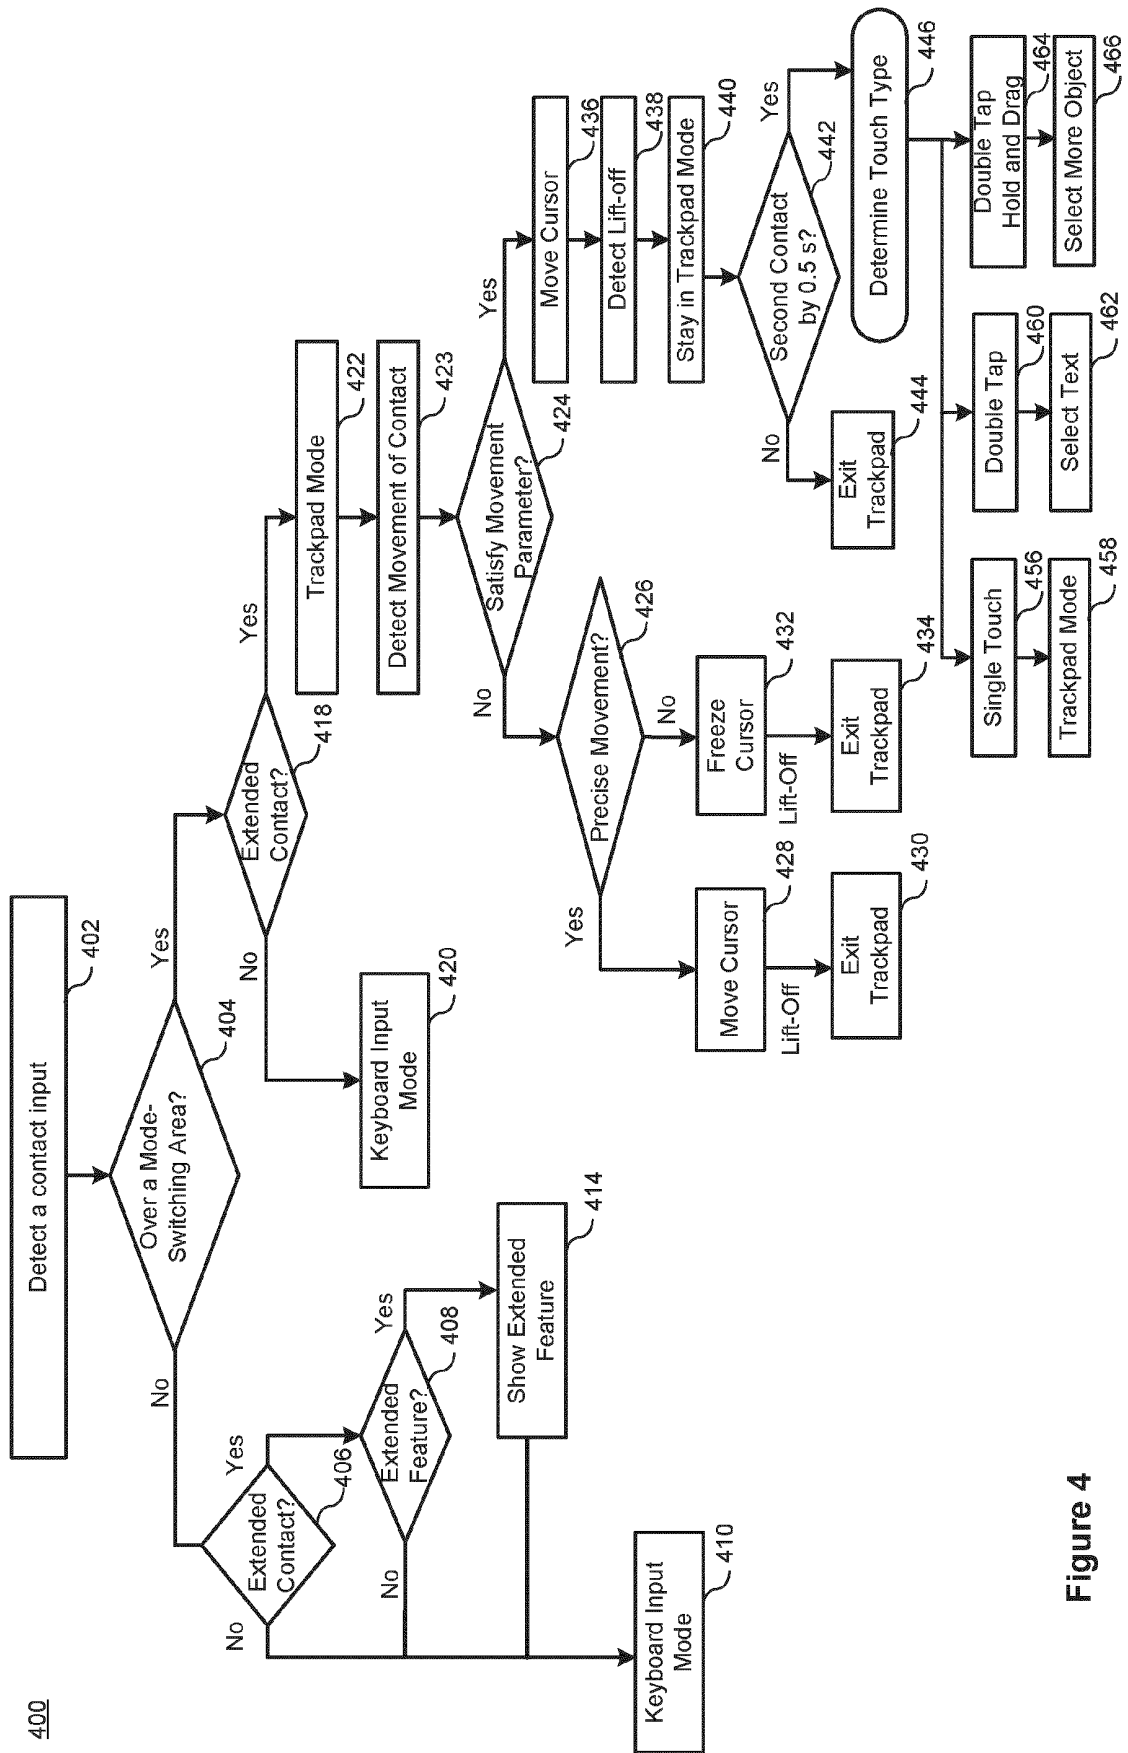 400
Detect a contact input
402
Over a Mode-
Switching Area?
404
No
Yes
Extended
Contact?
406
No
Yes
Extended
Feature?
408
No
Yes
Show Extended
Feature
414
Keyboard Input
Mode
410
Extended
Contact?
418
No
Yes
Keyboard Input
Mode
420
Trackpad Mode
422
Detect Movement of Contact
423
Satisfy Movement
Parameter?
424
No
Yes
Precise Movement?
426
Yes
No
Move Cursor
428
Lift-Off
Exit
Trackpad
430
Freeze
Cursor
432
Lift-Off
Exit
Trackpad
434
Move Cursor
436
Detect Lift-off
438
Stay in Trackpad Mode
440
Second Contact
by 0.5 s?
442
No
Yes
Exit
Trackpad
444
Determine Touch Type
446
Single Touch
456
Trackpad Mode
458
Double Tap
460
Select Text
462
Double Tap
Hold and Drag
464
Select More Object
466
Figure 4